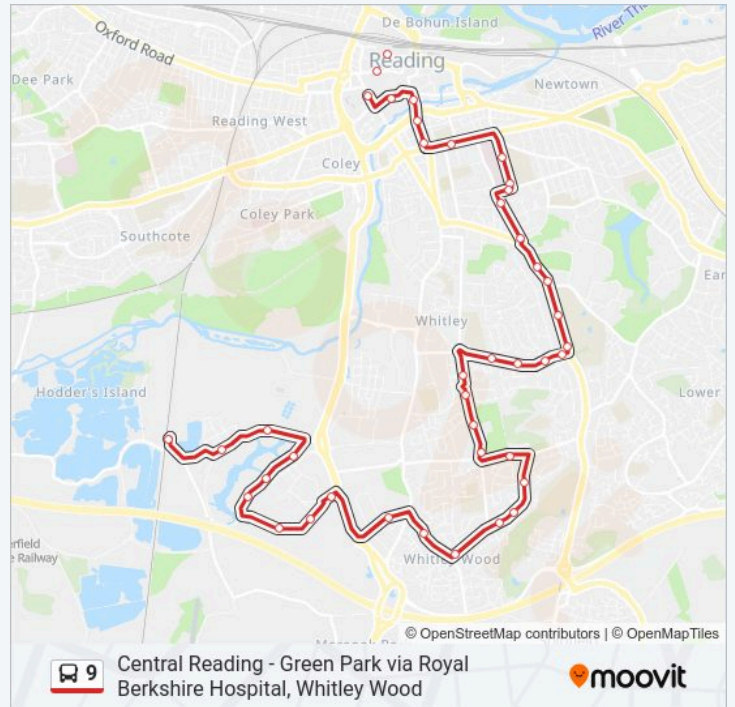 De Bohun Island
River Th
Oxford Road
Reading
Dee Park
Newtown
Reading West
Coley
Coley Park
Southcote
Ear
Whitley
Hodder's Island
Lower
erfield
e Railway
Whitley Wood
© OpenStreetMap contributors | © OpenMapTiles
9
Central Reading - Green Park via Royal
Berkshire Hospital, Whitley Wood
moovit